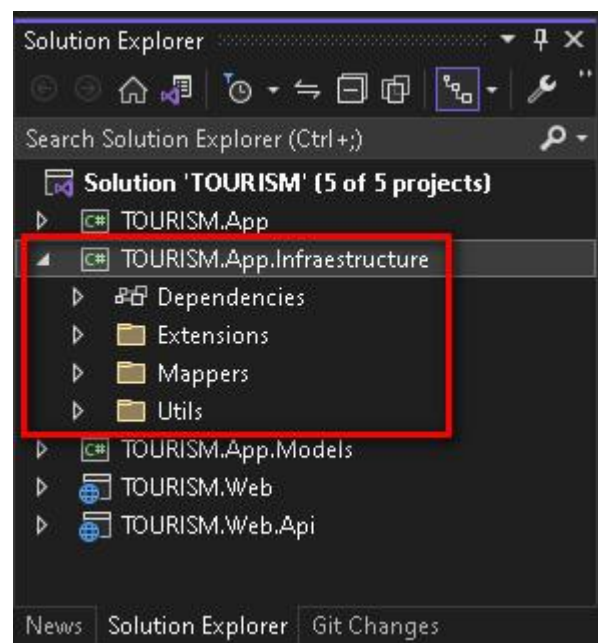 Solution Explorer
Search Solution Explorer (Ctrl+;)
Solution 'TOURISM' (5 of 5 projects)
C# TOURISM.App
C# TOURISM.App.Infraestructure
Dependencies
Extensions
Mappers
Utils
C# TOURISM.App.Models
TOURISM.Web
TOURISM.Web.Api
News Solution Explorer Git Changes